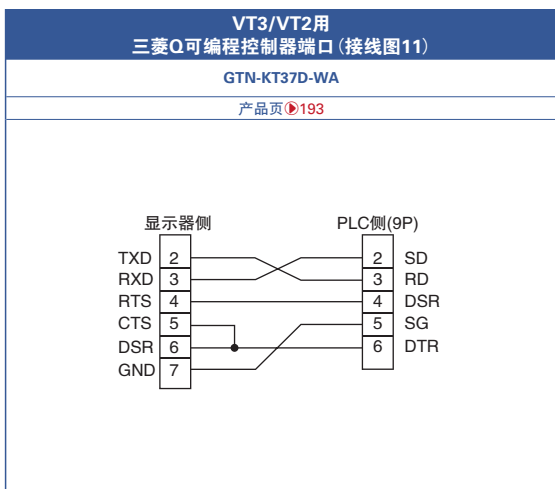 VT3/VT2用
三菱Q可编程控制器端口(接线图11)
GTN-KT37D-WA
产品页193
显示器侧 PLC侧(9P)
TXD 2 2 SD
RXD 3 3 RD
RTS 4 4 DSR
CTS 5 5 SG
DSR 6 6 DTR
GND 7